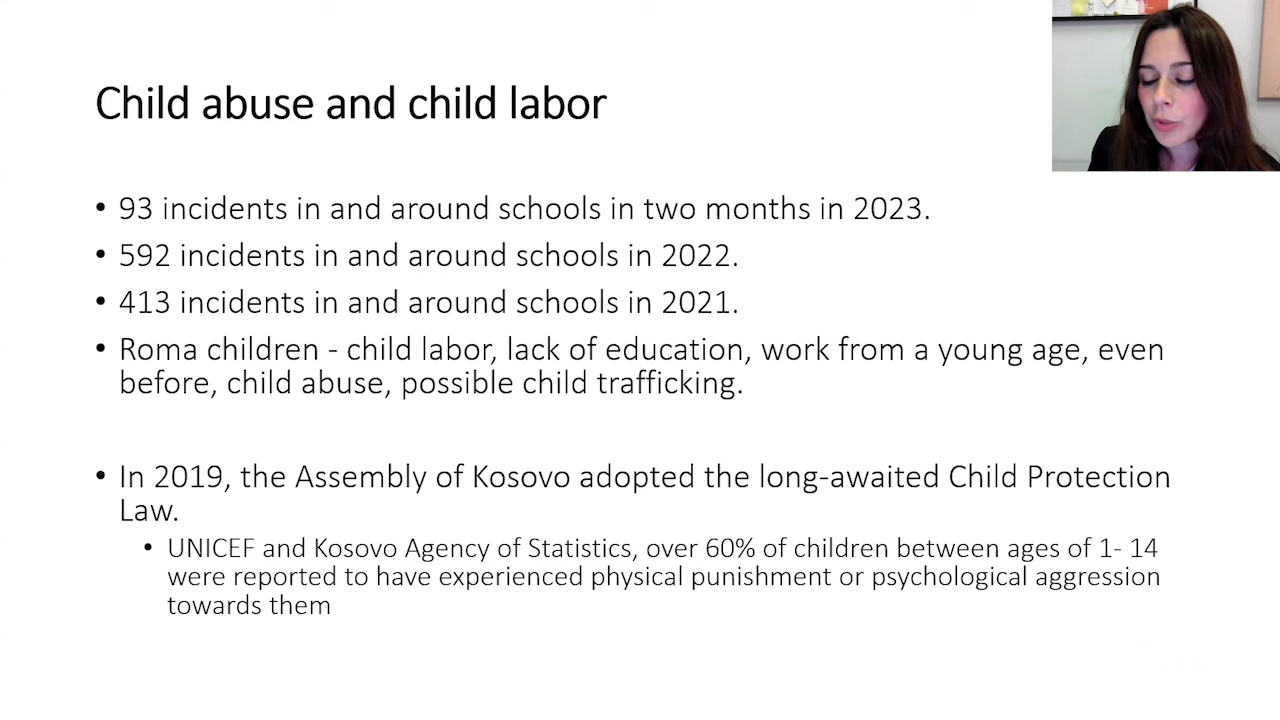 Child abuse and child labor
• 93 incidents in and around schools in two months in 2023.
• 592 incidents in and around schools in 2022.
• 413 incidents in and around schools in 2021.
• Roma children - child labor, lack of education, work from a young age, even
before, child abuse, possible child trafficking.
• In 2019, the Assembly of Kosovo adopted the long-awaited Child Protection
Law.
• UNICEF and Kosovo Agency of Statistics, over 60% of children between ages of 1- 14
were reported to have experienced physical punishment or psychological aggression
towards them